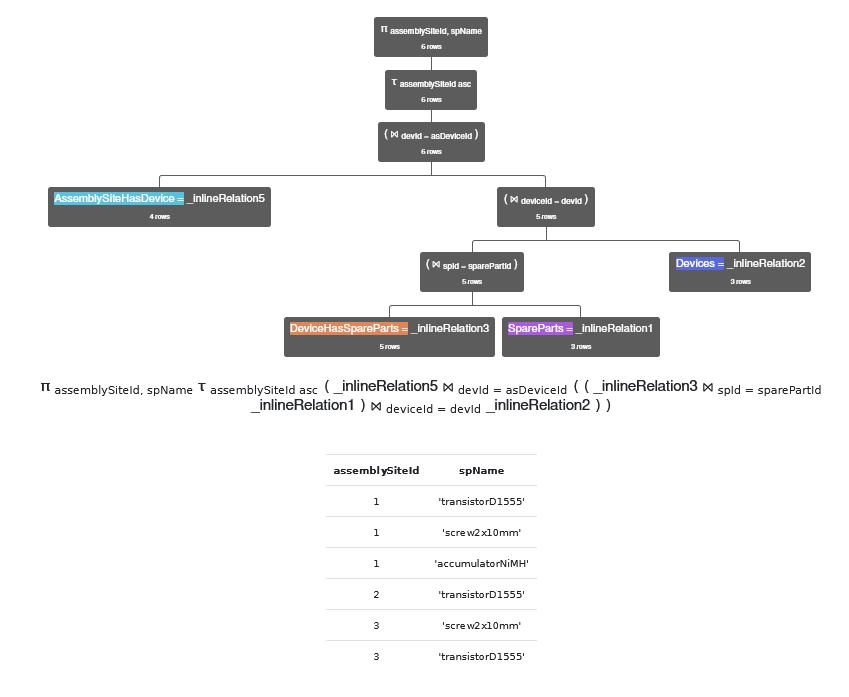 π assemblySiteId, spName
6 rows
τ assemblySiteId asc
6 rows
( ⋈ devId = asDeviceId )
6 rows
AssemblySiteHasDevice = _inlineRelation5
4 rows
( ⋈ deviceId = devId )
5 rows
( ⋈ spId = sparePartId )
5 rows
Devices = _inlineRelation2
3 rows
DeviceHasSpareParts = _inlineRelation3
5 rows
SpareParts = _inlineRelation1
3 rows
π assemblySiteId, spName τ assemblySiteId asc ( _inlineRelation5 ⋈ devId = asDeviceId ( ( _inlineRelation3 ⋈ spId = sparePartId
_inlineRelation1 ) ⋈ deviceId = devId _inlineRelation2 ) )
assemblySiteId spName
1 'transistorD1555'
1 'screw2x10mm'
1 'accumulatorNiMH'
2 'transistorD1555'
3 'screw2x10mm'
3 'transistorD1555'